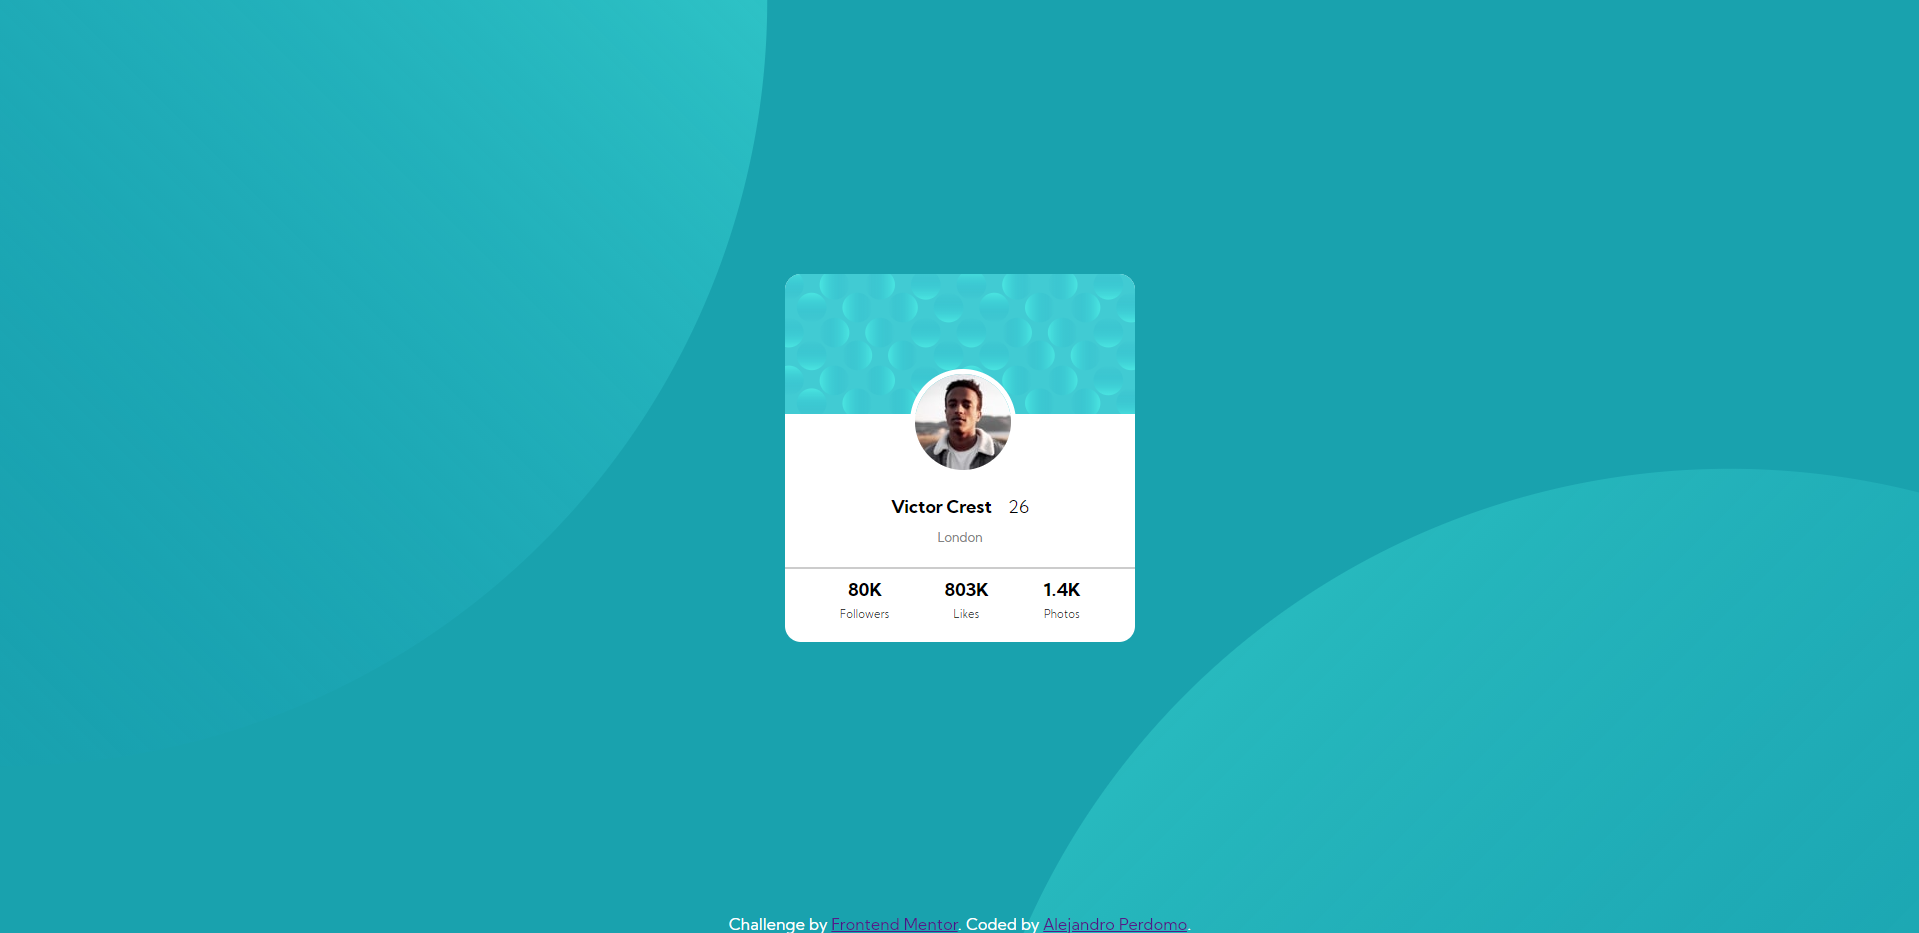 Victor Crest 26
London
80K 803K 1.4K
Followers Likes Photos
Challenge by Frontend Mentor. Coded by Alejandro Perdomo.